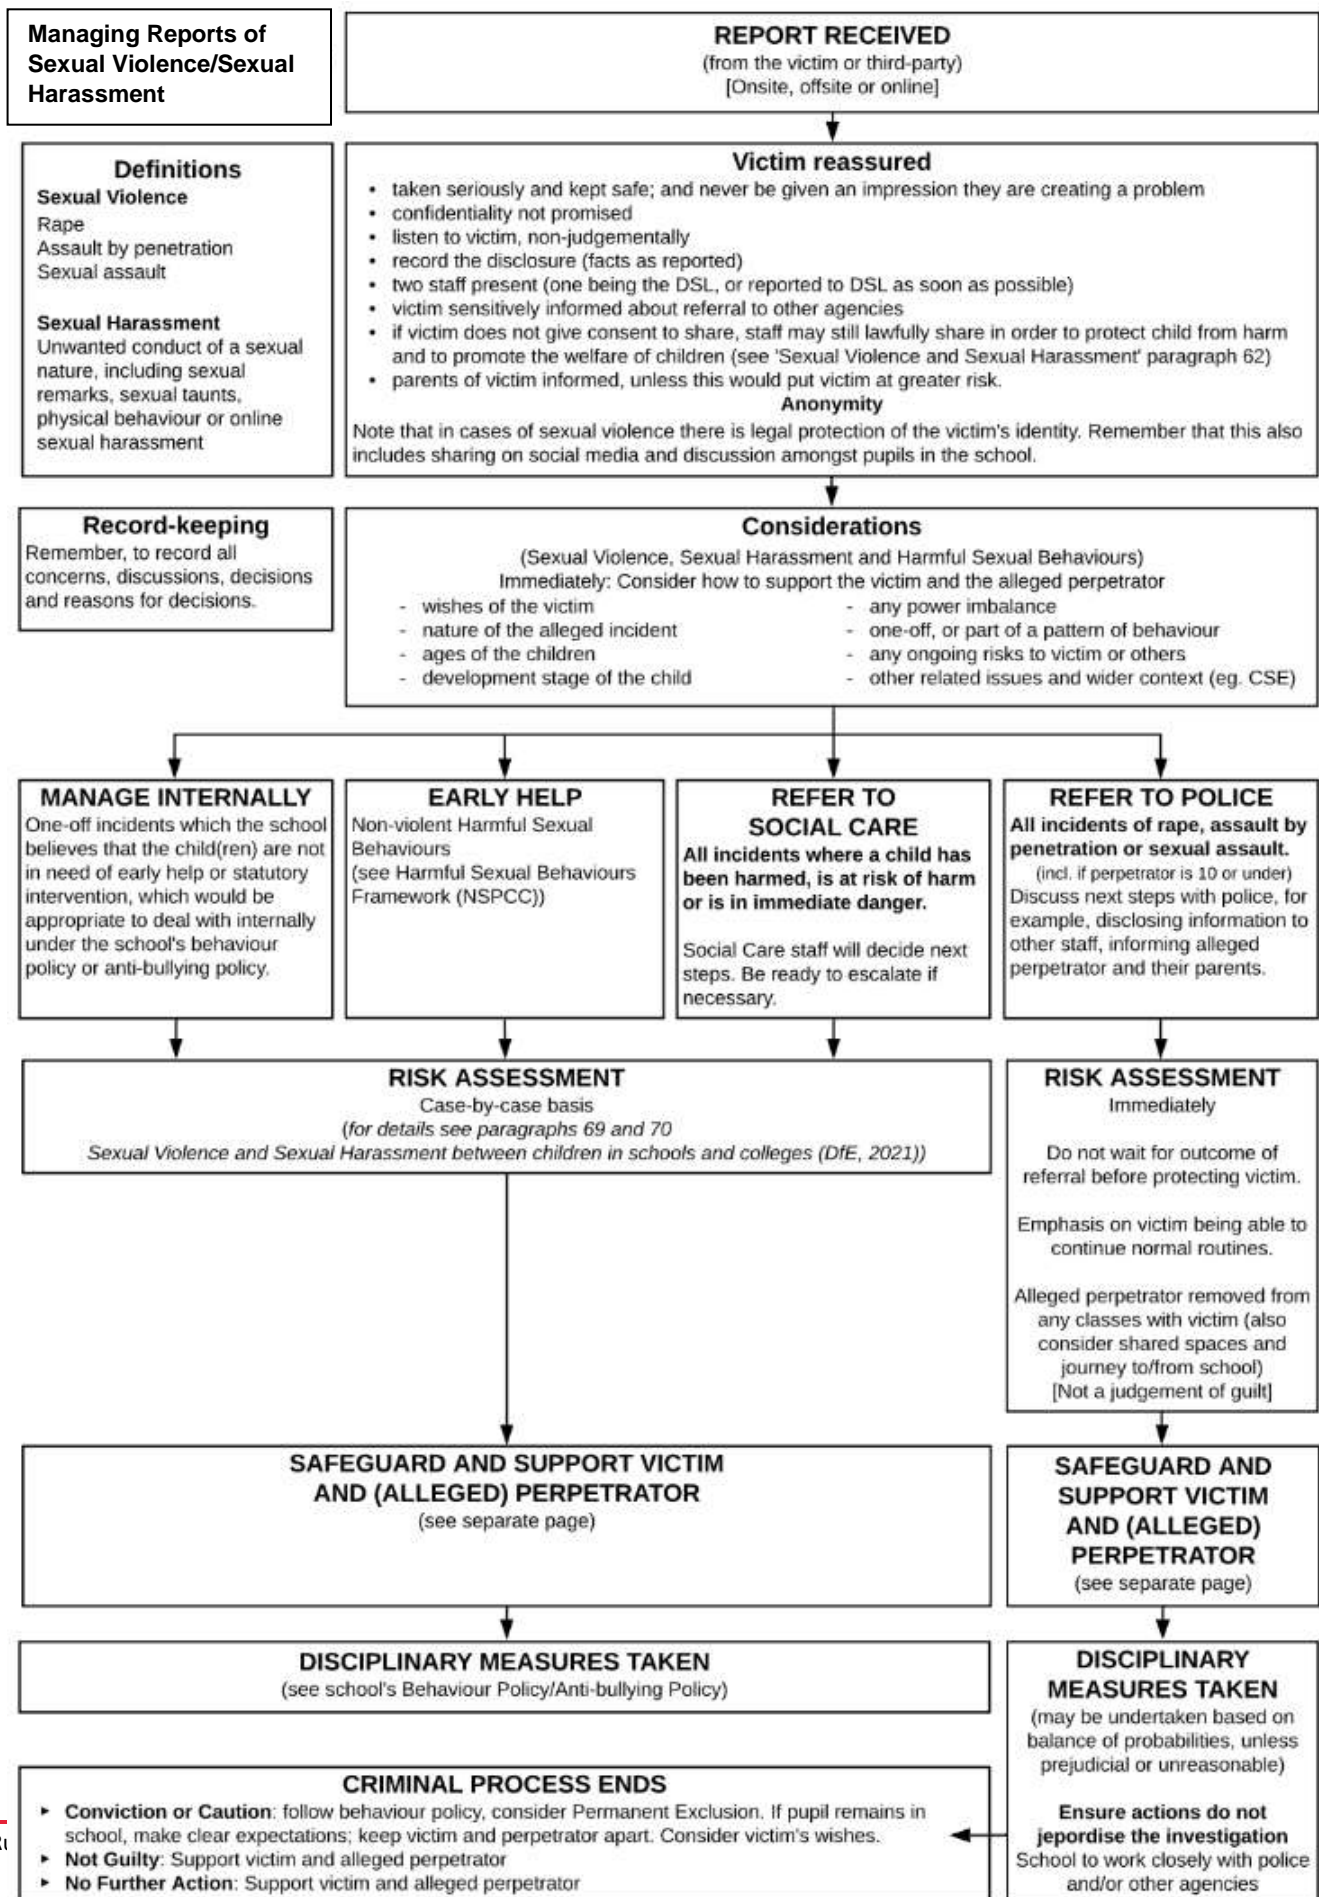 Managing Reports of
Sexual Violence/Sexual
Harassment
REPORT RECEIVED
(from the victim or third-party)
[Onsite, offsite or online]
Definitions
Sexual Violence
Rape
Assault by penetration
Sexual assault
Sexual Harassment
Unwanted conduct of a sexual
nature, including sexual
remarks, sexual taunts,
physical behaviour or online
sexual harassment
Victim reassured
• taken seriously and kept safe; and never be given an impression they are creating a problem
• confidentiality not promised
• listen to victim, non-judgementally
• record the disclosure (facts as reported)
• two staff present (one being the DSL, or reported to DSL as soon as possible)
• victim sensitively informed about referral to other agencies
• if victim does not give consent to share, staff may still lawfully share in order to protect child from harm
and to promote the welfare of children (see 'Sexual Violence and Sexual Harassment' paragraph 62)
• parents of victim informed, unless this would put victim at greater risk.
Anonymity
Note that in cases of sexual violence there is legal protection of the victim's identity. Remember that this also
includes sharing on social media and discussion amongst pupils in the school.
Record-keeping
Remember, to record all
concerns, discussions, decisions
and reasons for decisions.
Considerations
(Sexual Violence, Sexual Harassment and Harmful Sexual Behaviours)
Immediately: Consider how to support the victim and the alleged perpetrator
- wishes of the victim
- nature of the alleged incident
- ages of the children
- development stage of the child
- any power imbalance
- one-off, or part of a pattern of behaviour
- any ongoing risks to victim or others
- other related issues and wider context (eg. CSE)
MANAGE INTERNALLY
One-off incidents which the school
believes that the child(ren) are not
in need of early help or statutory
intervention, which would be
appropriate to deal with internally
under the school's behaviour
policy or anti-bullying policy.
EARLY HELP
Non-violent Harmful Sexual
Behaviours
(see Harmful Sexual Behaviours
Framework (NSPCC))
REFER TO
SOCIAL CARE
All incidents where a child has
been harmed, is at risk of harm
or is in immediate danger.
Social Care staff will decide next
steps. Be ready to escalate if
necessary.
REFER TO POLICE
All incidents of rape, assault by
penetration or sexual assault.
(incl. if perpetrator is 10 or under)
Discuss next steps with police, for
example, disclosing information to
other staff, informing alleged
perpetrator and their parents.
RISK ASSESSMENT
Case-by-case basis
(for details see paragraphs 69 and 70
Sexual Violence and Sexual Harassment between children in schools and colleges (DfE, 2021))
RISK ASSESSMENT
Immediately
Do not wait for outcome of
referral before protecting victim.
Emphasis on victim being able to
continue normal routines.
Alleged perpetrator removed from
any classes with victim (also
consider shared spaces and
journey to/from school)
[Not a judgement of guilt]
SAFEGUARD AND SUPPORT VICTIM
AND (ALLEGED) PERPETRATOR
(see separate page)
SAFEGUARD AND
SUPPORT VICTIM
AND (ALLEGED)
PERPETRATOR
(see separate page)
DISCIPLINARY MEASURES TAKEN
(see school's Behaviour Policy/Anti-bullying Policy)
DISCIPLINARY
MEASURES TAKEN
(may be undertaken based on
balance of probabilities, unless
prejudicial or unreasonable)
Ensure actions do not
jepordise the investigation
School to work closely with police
and/or other agencies
CRIMINAL PROCESS ENDS
► Conviction or Caution: follow behaviour policy, consider Permanent Exclusion. If pupil remains in
school, make clear expectations; keep victim and perpetrator apart. Consider victim's wishes.
► Not Guilty: Support victim and alleged perpetrator
► No Further Action: Support victim and alleged perpetrator